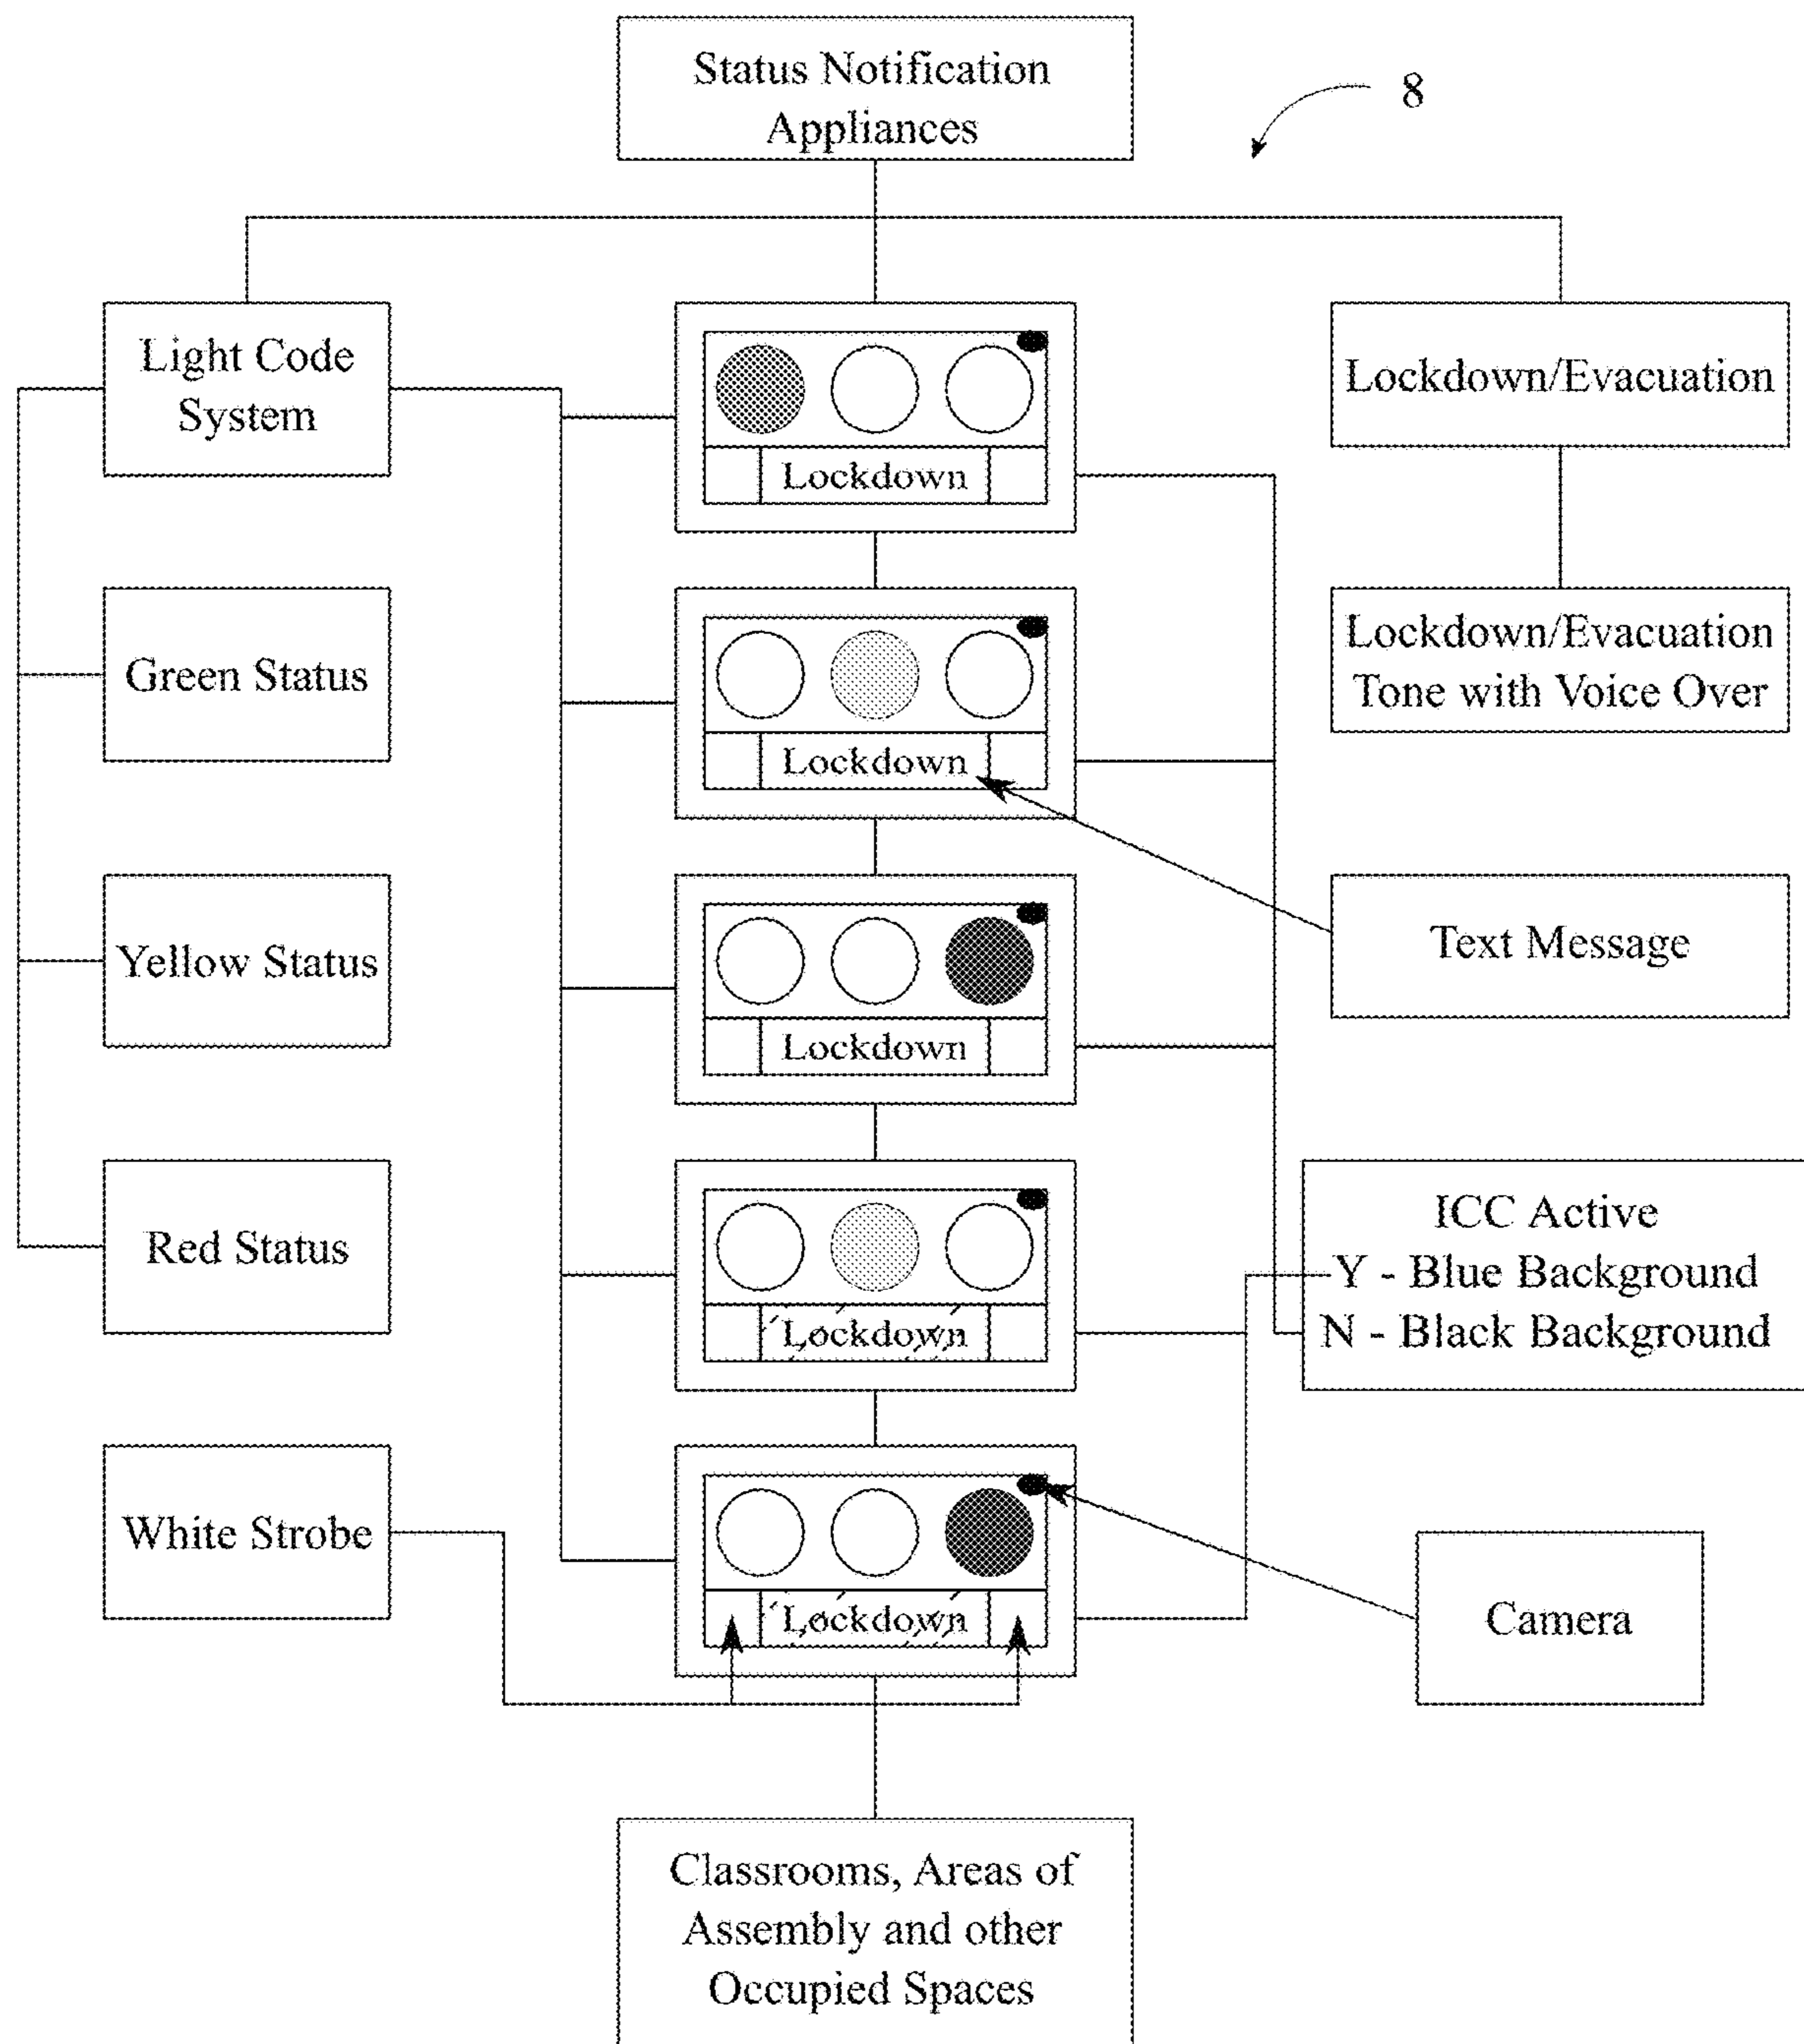 Status Notification
Appliances
8
Light Code
System
Lockdown
Lockdown/Evacuation
Green Status
Lockdown
Lockdown/Evacuation
Tone with Voice Over
Yellow Status
Lockdown
Text Message
Red Status
Lockdown
ICC Active
Y - Blue Background
N - Black Background
White Strobe
Lockdown
Camera
Classrooms, Areas of
Assembly and other
Occupied Spaces